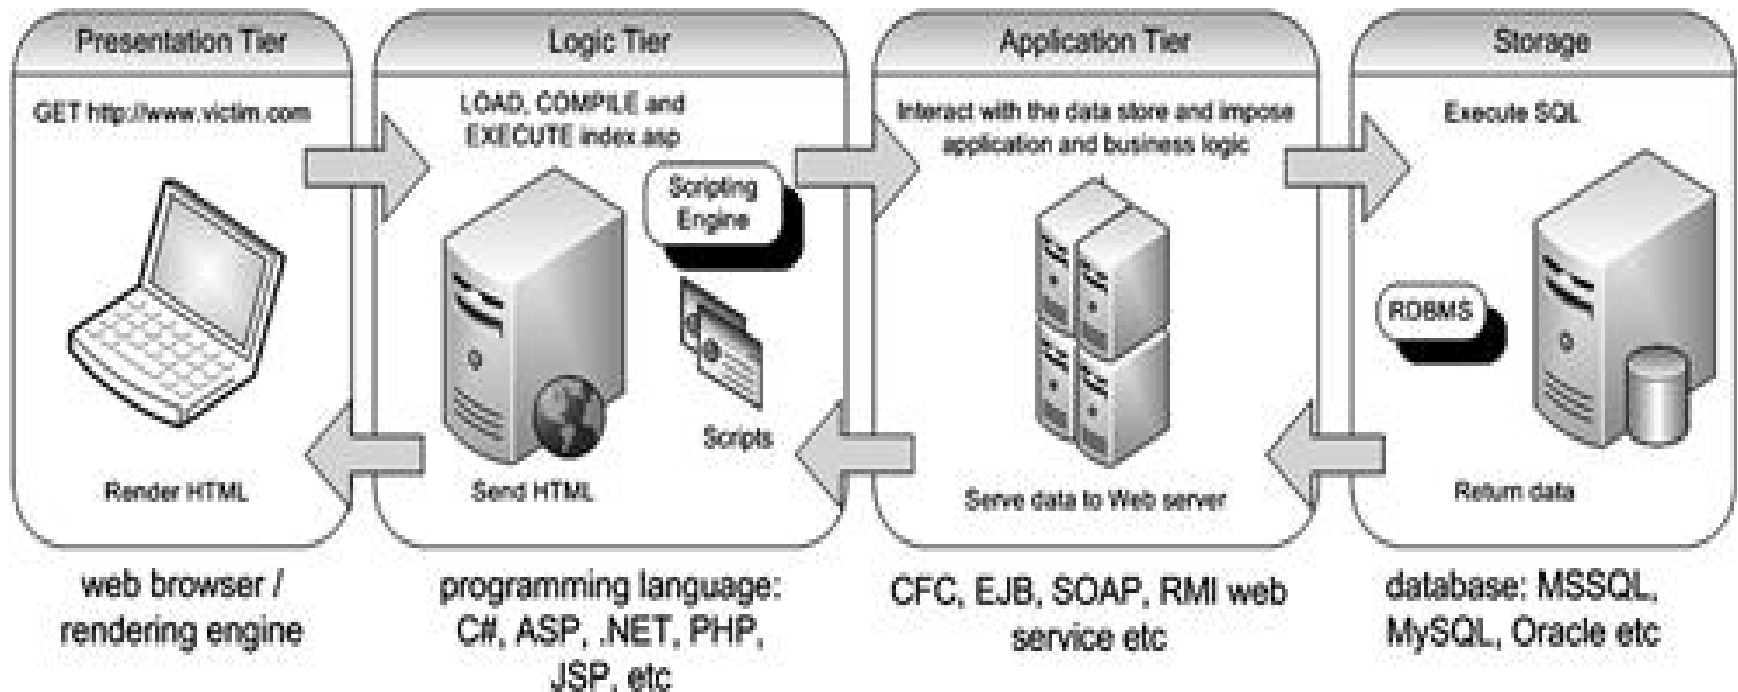 Presentation Tier
GET http://www.victim.com
Render HTML
web browser /
rendering engine
Logic Tier
LOAD, COMPILE and
EXECUTE index.asp
Scripting
Engine
Scripts
Send HTML
programming language:
C#, ASP, .NET, PHP,
JSP, etc
Application Tier
Interact with the data store and impose
application and business logic
Serve data to Web server
CFC, EJB, SOAP, RMI web
service etc
Storage
Execute SQL
RDBMS
Return data
database: MSSQL,
MySQL, Oracle etc